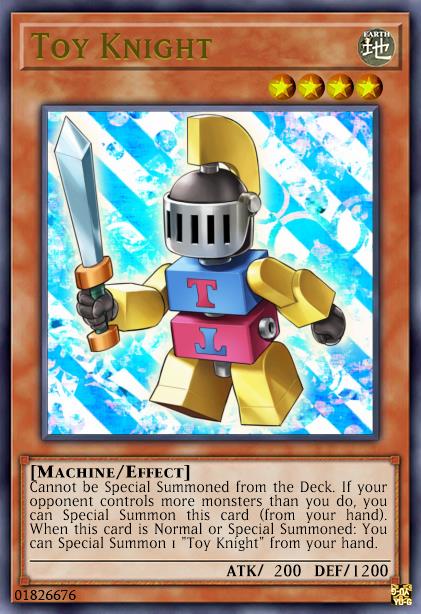 Toy Knight
EARTH
地
T
T
[Machine/Effect]
Cannot be Special Summoned from the Deck. If your
opponent controls more monsters than you do, you
can Special Summon this card (from your hand).
When this card is Normal or Special Summoned: You
can Special Summon 1 "Toy Knight" from your hand.
ATK/ 200 DEF/1200
01826676